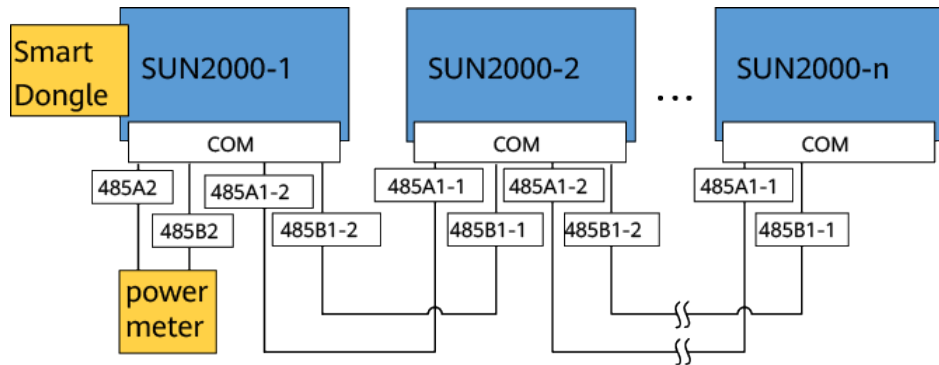 Smart
Dongle
SUN2000-1
SUN2000-2
...
SUN2000-n
COM
COM
COM
485A2
485A1-2
485A1-1
485A1-2
485A1-1
485B2
485B1-2
485B1-1
485B1-2
485B1-1
power
meter